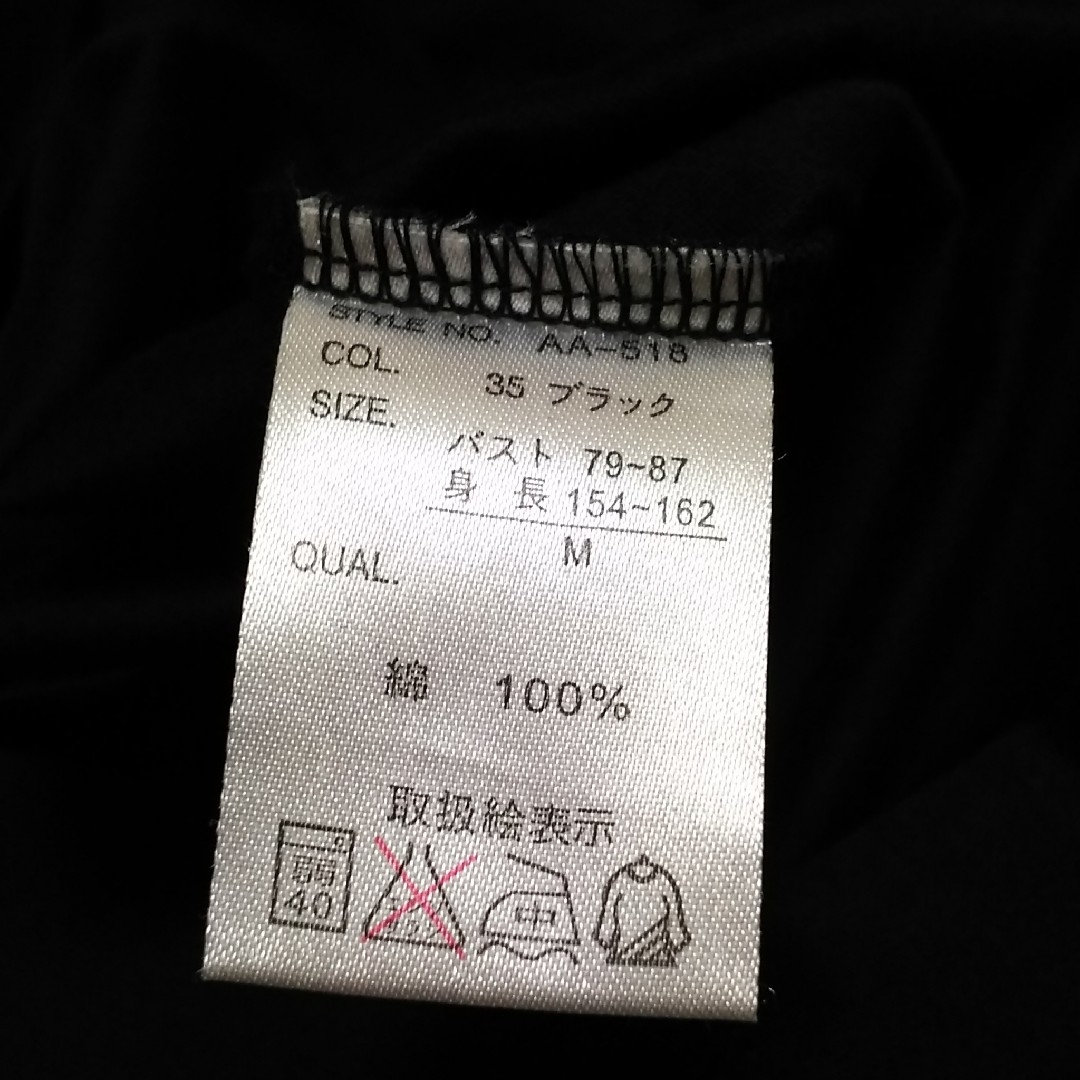 STYLE NO. AA-518
COL. 35 ブラック
SIZE. バスト 79~87
身長 154~162
M
QUAL.
綿 100%
取扱絵表示
弱 40
中